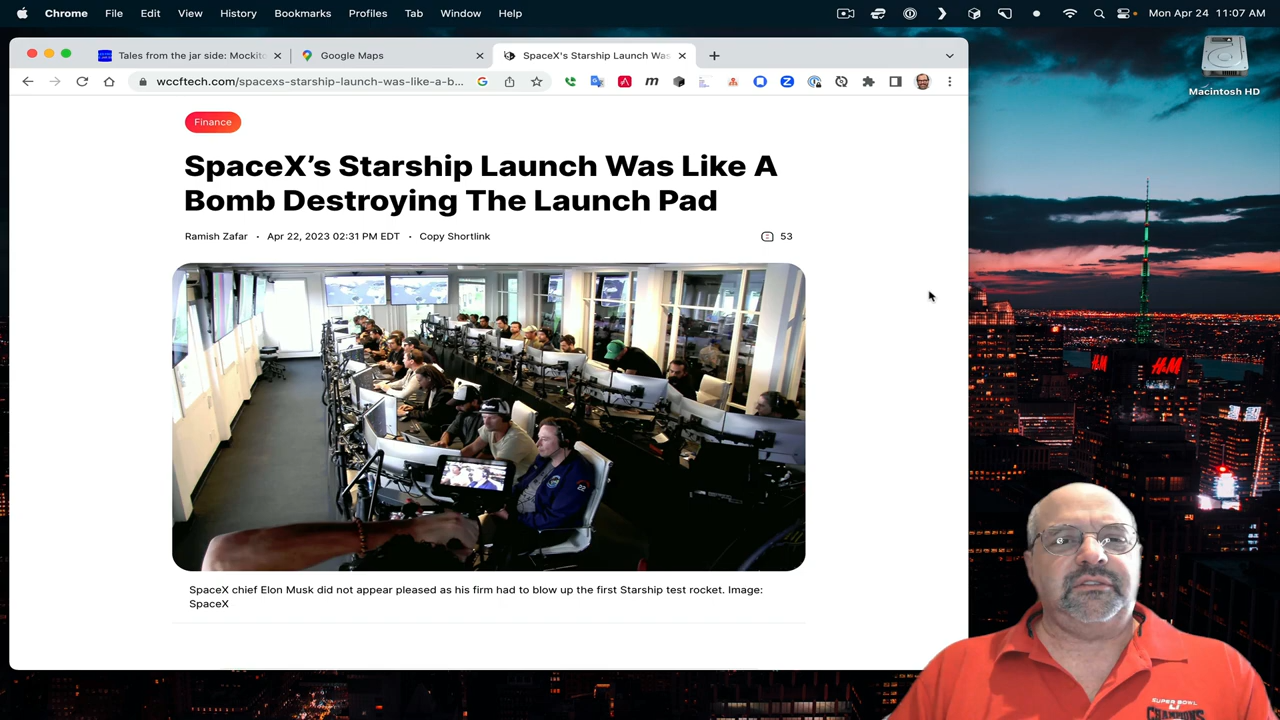 Chrome File Edit View History Bookmarks Profiles Tab Window Help Mon Apr 24 11:07 AM
Tales from the jar side: Mockit Google Maps SpaceX's Starship Launch Was
wccftech.com/spacexs-starship-launch-was-like-a-b...
Macintosh HD
Finance
SpaceX’s Starship Launch Was Like A
Bomb Destroying The Launch Pad
Ramish Zafar • Apr 22, 2023 02:31 PM EDT • Copy Shortlink 53
H&M H&M
22
SpaceX chief Elon Musk did not appear pleased as his firm had to blow up the first Starship test rocket. Image:
SpaceX
SUPER BOWL
CHAMPIONS